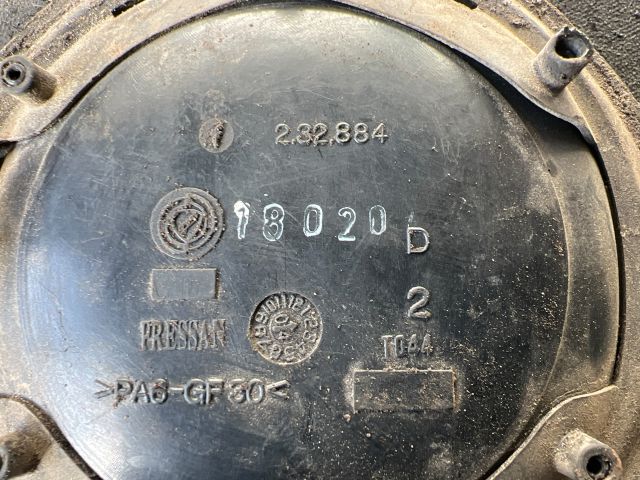 2.32.884
18020
D
2
PRESSAN
T044
>PA6-GF30<